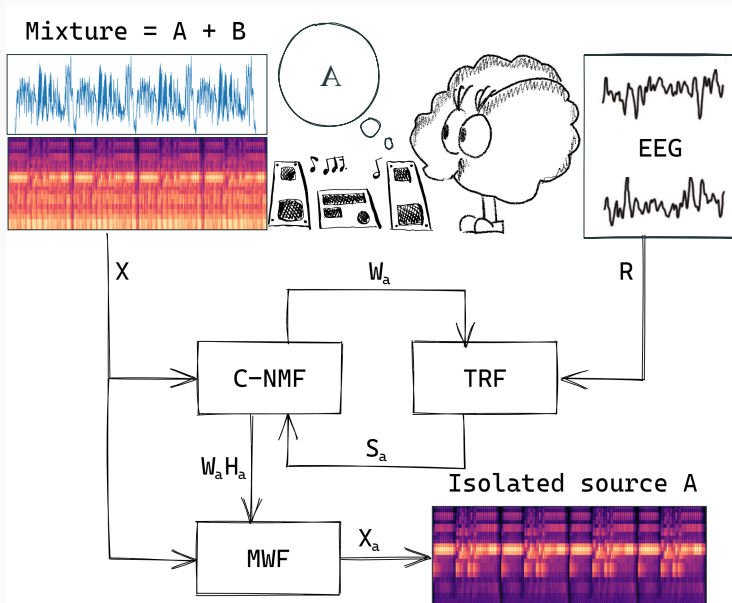 Mixture = A + B
A
EEG
X
Wₐ
R
C-NMF
TRF
Sₐ
WₐHₐ
Isolated source A
MWF
Xₐ